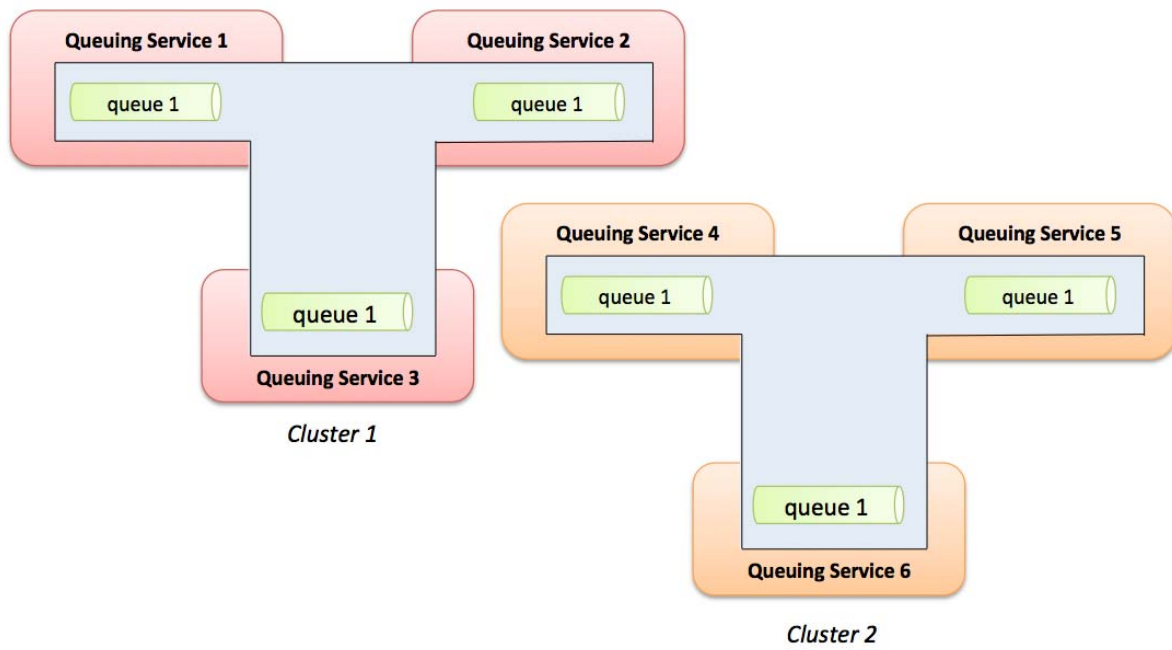 Queuing Service 1
Queuing Service 2
queue 1
queue 1
queue 1
Queuing Service 3
Cluster 1
Queuing Service 4
Queuing Service 5
queue 1
queue 1
queue 1
Queuing Service 6
Cluster 2